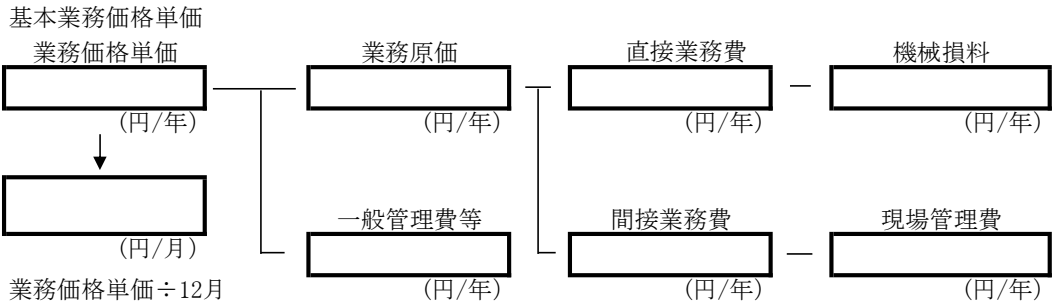 基本業務価格単価
業務価格単価 業務原価 直接業務費 機械損料
(円/年) (円/年) (円/年) (円/年)
(円/月)
一般管理費等 間接業務費 現場管理費
(円/年) (円/年) (円/年)
業務価格単価÷12月